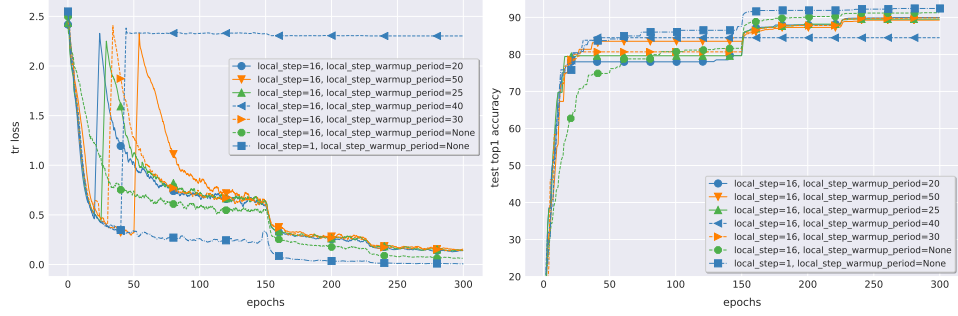 2.5
2.0
1.5
1.0
0.5
0.0
tr loss
local_step=16, local_step_warmup_period=20
local_step=16, local_step_warmup_period=50
local_step=16, local_step_warmup_period=25
local_step=16, local_step_warmup_period=40
local_step=16, local_step_warmup_period=30
local_step=16, local_step_warmup_period=None
local_step=1, local_step_warmup_period=None
0 50 100 150 200 250 300
epochs
90
80
70
60
50
40
30
20
test top1 accuracy
local_step=16, local_step_warmup_period=20
local_step=16, local_step_warmup_period=50
local_step=16, local_step_warmup_period=25
local_step=16, local_step_warmup_period=40
local_step=16, local_step_warmup_period=30
local_step=16, local_step_warmup_period=None
local_step=1, local_step_warmup_period=None
0 50 100 150 200 250 300
epochs